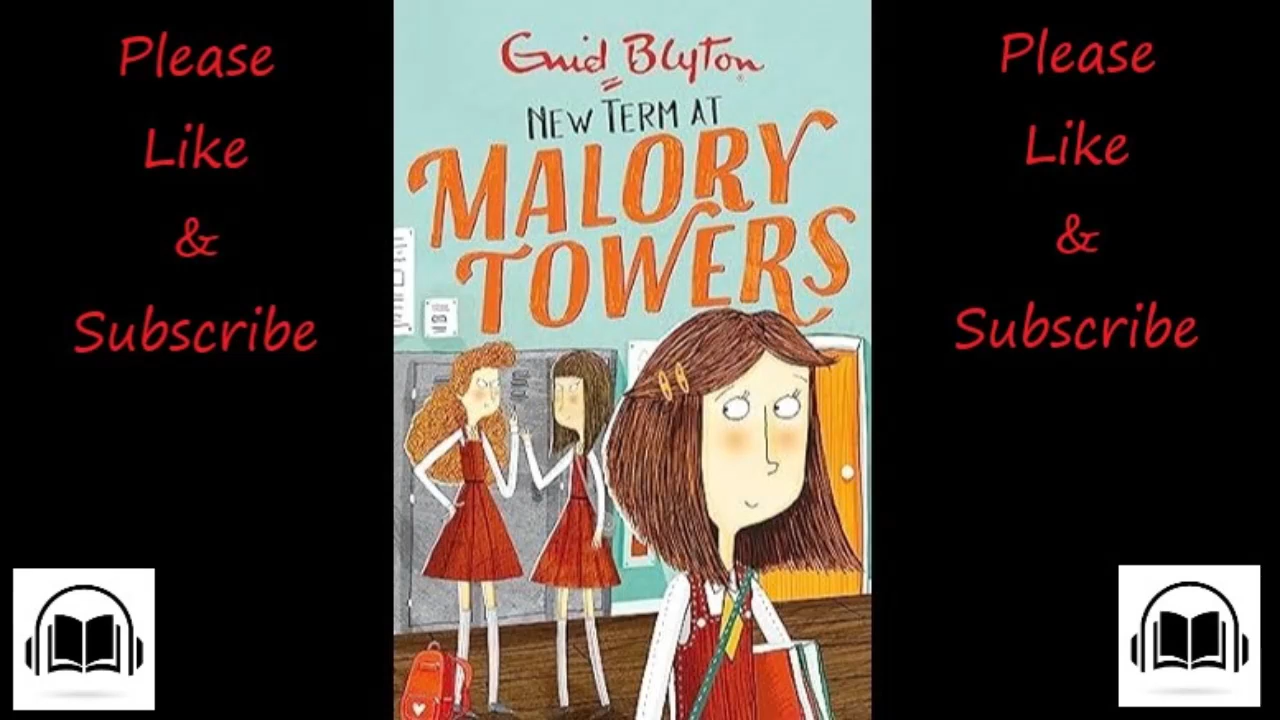 Please
Like
&
Subscribe
Enid Blyton
NEW TERM AT
MALORY
TOWERS
Please
Like
&
Subscribe